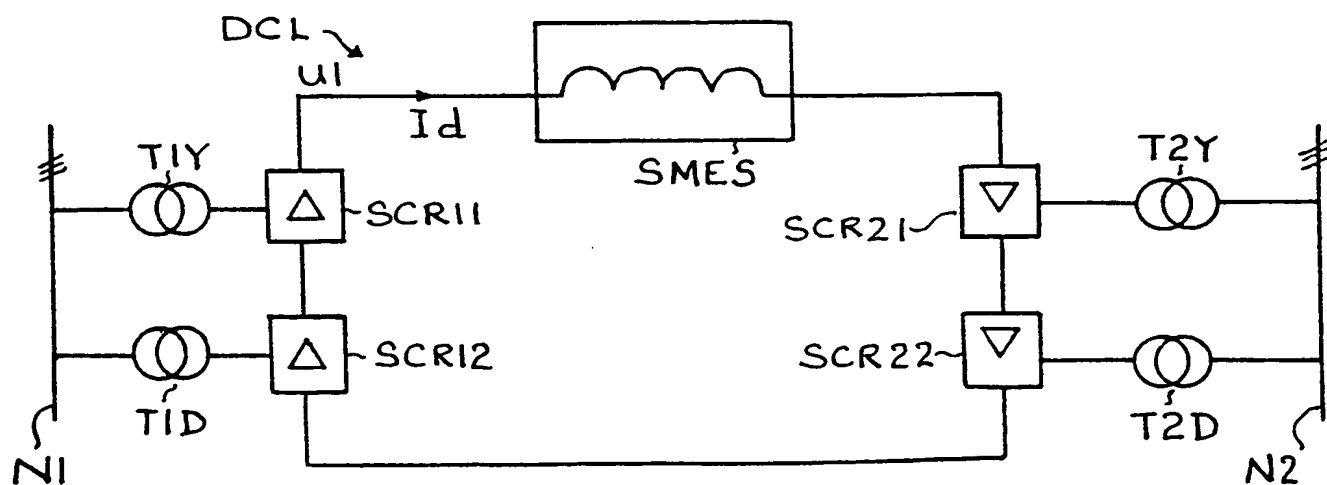 DCL
U1
Id
SMES
T1Y
SCR11
SCR21
T2Y
T1D
SCR12
SCR22
T2D
N1
N2